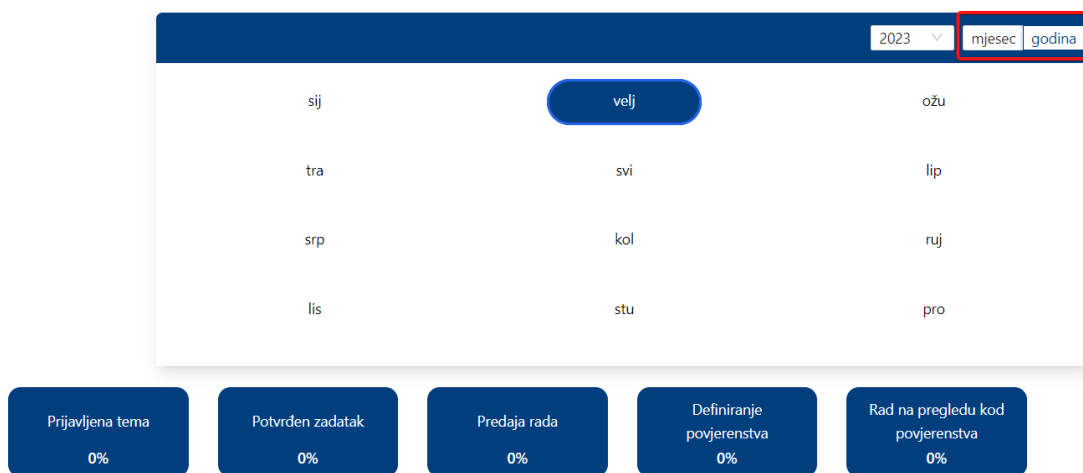 2023 mjesec godina
sij velj ožu
tra svi lip
srp kol ruj
lis stu pro
Prijavljena tema
0%
Potvrđen zadatak
0%
Predaja rada
0%
Definiranje
povjerenstva
0%
Rad na pregledu kod
povjerenstva
0%